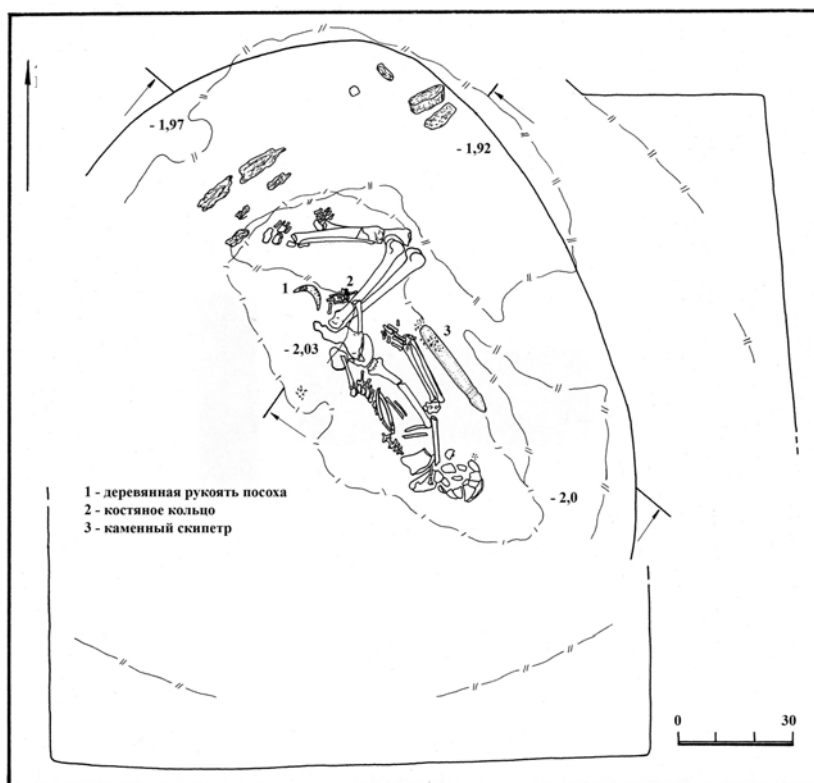 - 1,97
- 1,92
2
1
3
- 2,03
1 - деревянная рукоять посоха
2 - костяное кольцо
3 - каменный скипетр
- 2,0
0 30